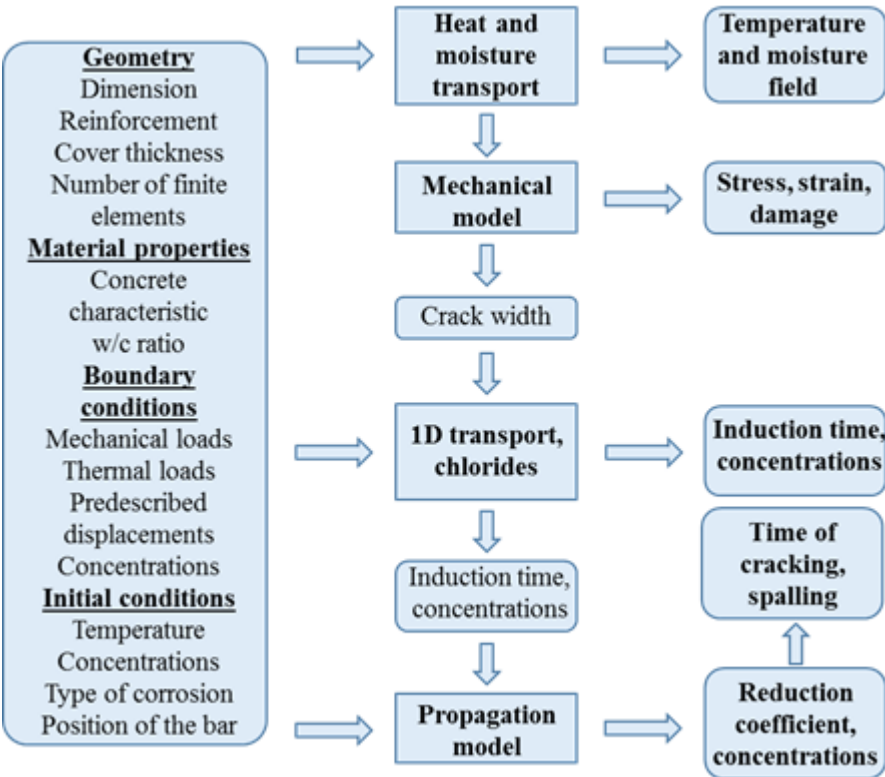 Geometry
Dimension
Reinforcement
Cover thickness
Number of finite
elements
Material properties
Concrete
characteristic
w/c ratio
Boundary
conditions
Mechanical loads
Thermal loads
Predescribed
displacements
Concentrations
Initial conditions
Temperature
Concentrations
Type of corrosion
Position of the bar
Heat and
moisture
transport
Temperature
and moisture
field
Mechanical
model
Stress, strain,
damage
Crack width
1D transport,
chlorides
Induction time,
concentrations
Induction time,
concentrations
Time of
cracking,
spalling
Propagation
model
Reduction
coefficient,
concentrations